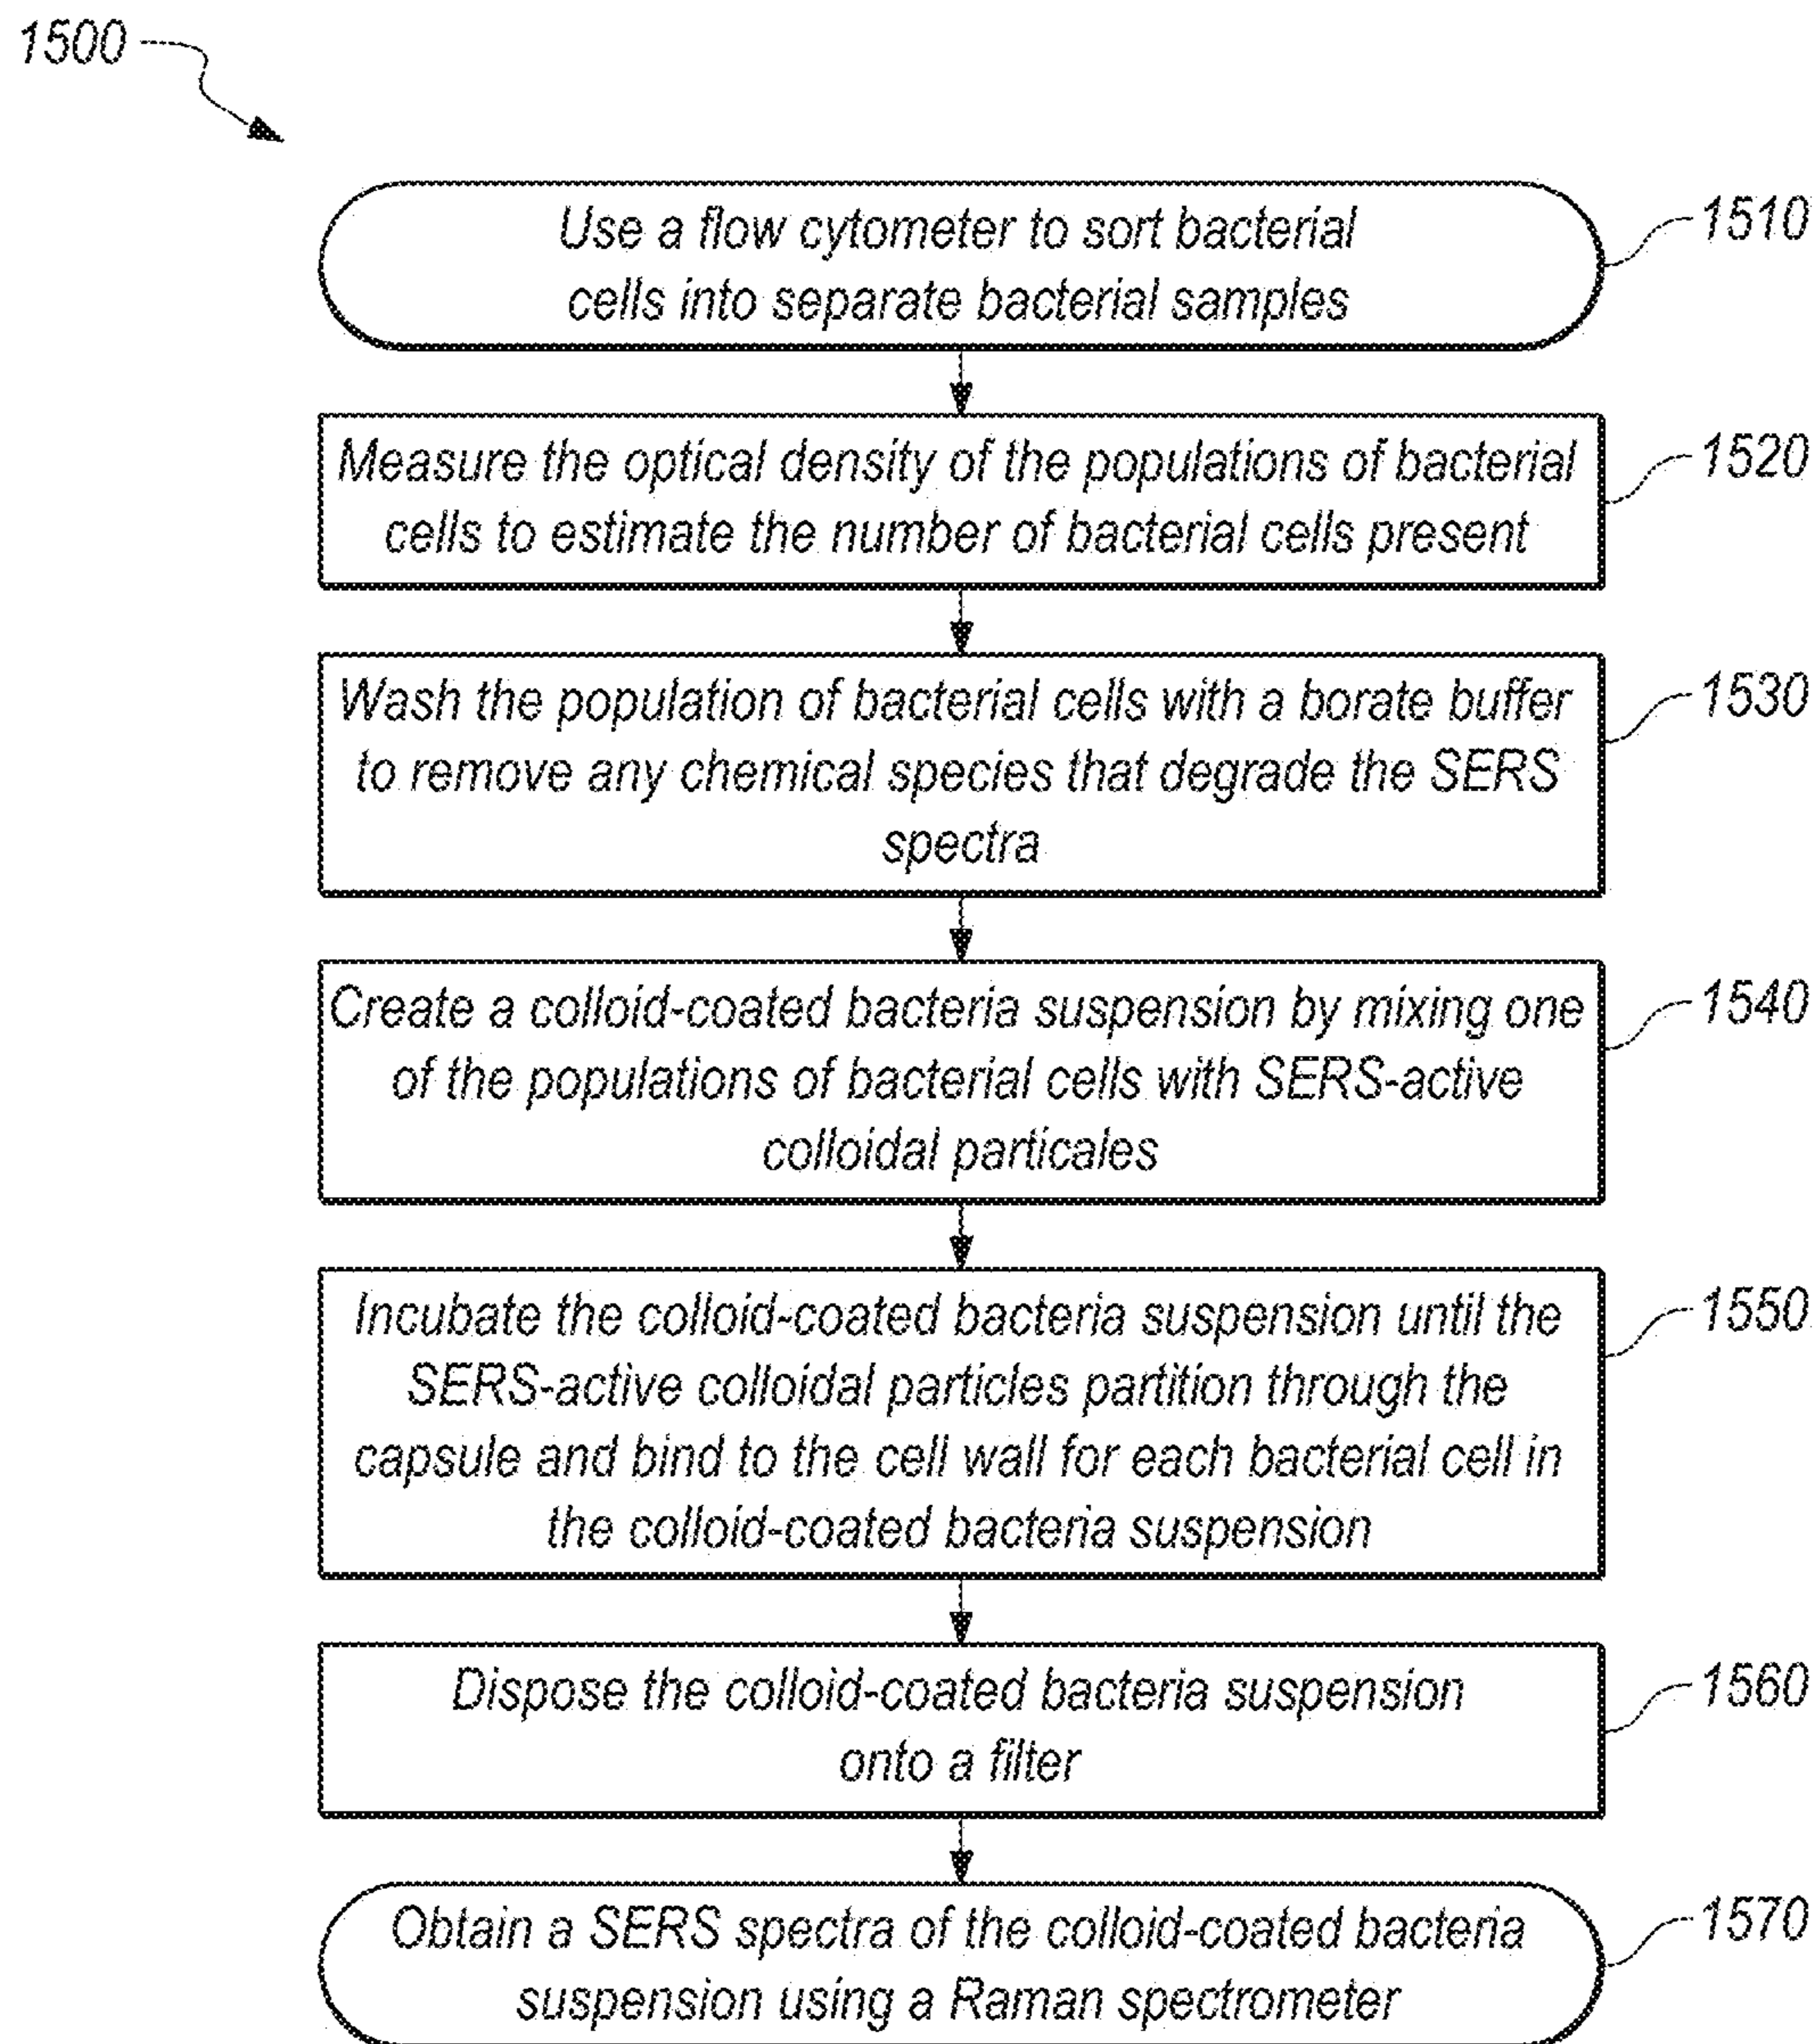 1500
Use a flow cytometer to sort bacterial
cells into separate bacterial samples
1510
Measure the optical density of the populations of bacterial
cells to estimate the number of bacterial cells present
1520
Wash the population of bacterial cells with a borate buffer
to remove any chemical species that degrade the SERS
spectra
1530
Create a colloid-coated bacteria suspension by mixing one
of the populations of bacterial cells with SERS-active
colloidal particales
1540
Incubate the colloid-coated bacteria suspension until the
SERS-active colloidal particles partition through the
capsule and bind to the cell wall for each bacterial cell in
the colloid-coated bacteria suspension
1550
Dispose the colloid-coated bacteria suspension
onto a filter
1560
Obtain a SERS spectra of the colloid-coated bacteria
suspension using a Raman spectrometer
1570